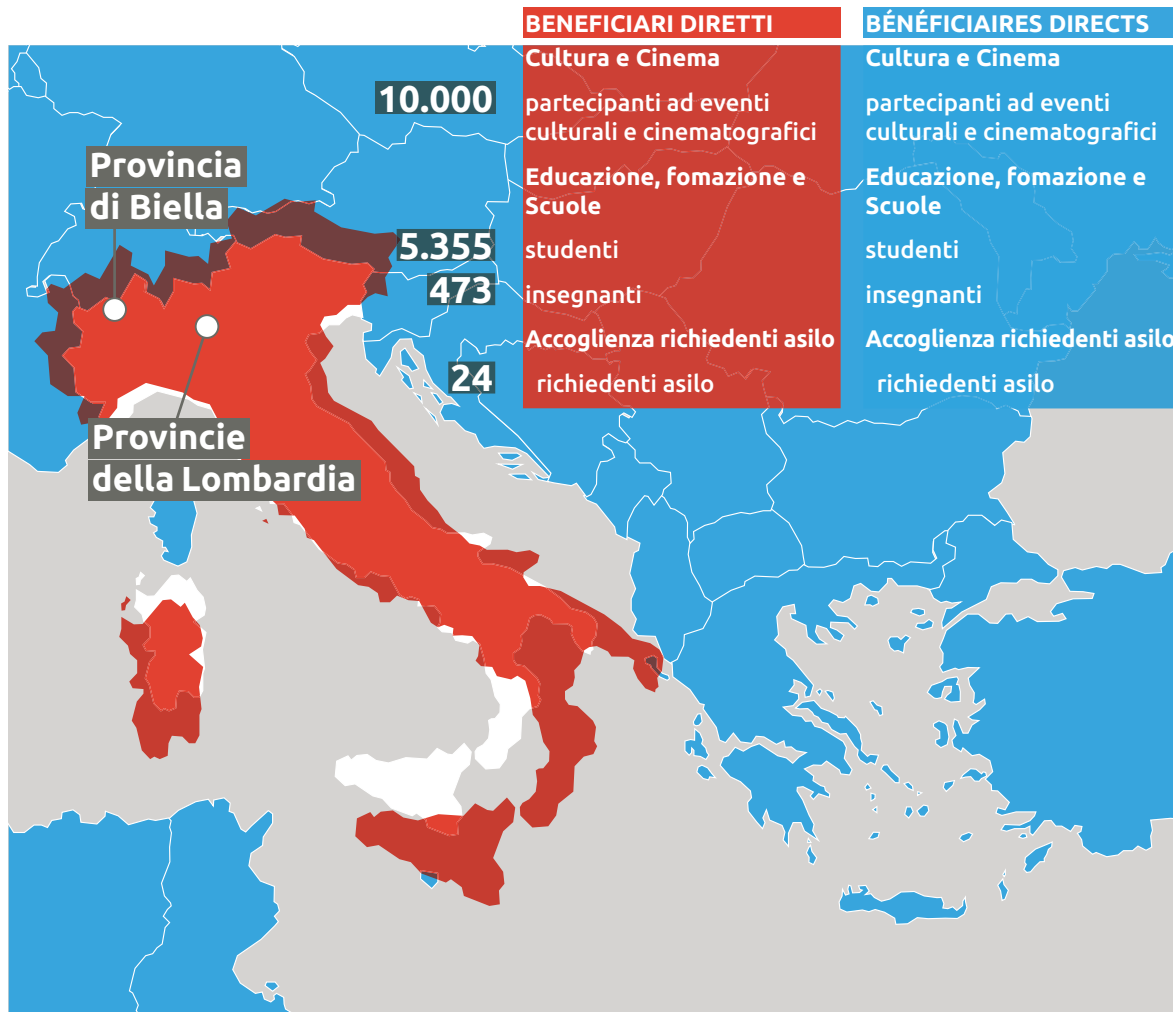 BENEFICIARI DIRETTI
Cultura e Cinema
10.000
partecipanti ad eventi
culturali e cinematografici
Educazione, fomazione e
Scuole
5.355
studenti
473
insegnanti
Accoglienza richiedenti asilo
24
richiedenti asilo
BÉNÉFICIAIRES DIRECTS
Cultura e Cinema
partecipanti ad eventi
culturali e cinematografici
Educazione, fomazione e
Scuole
studenti
insegnanti
Accoglienza richiedenti asilo
richiedenti asilo
Provincia
di Biella
Provincie
della Lombardia